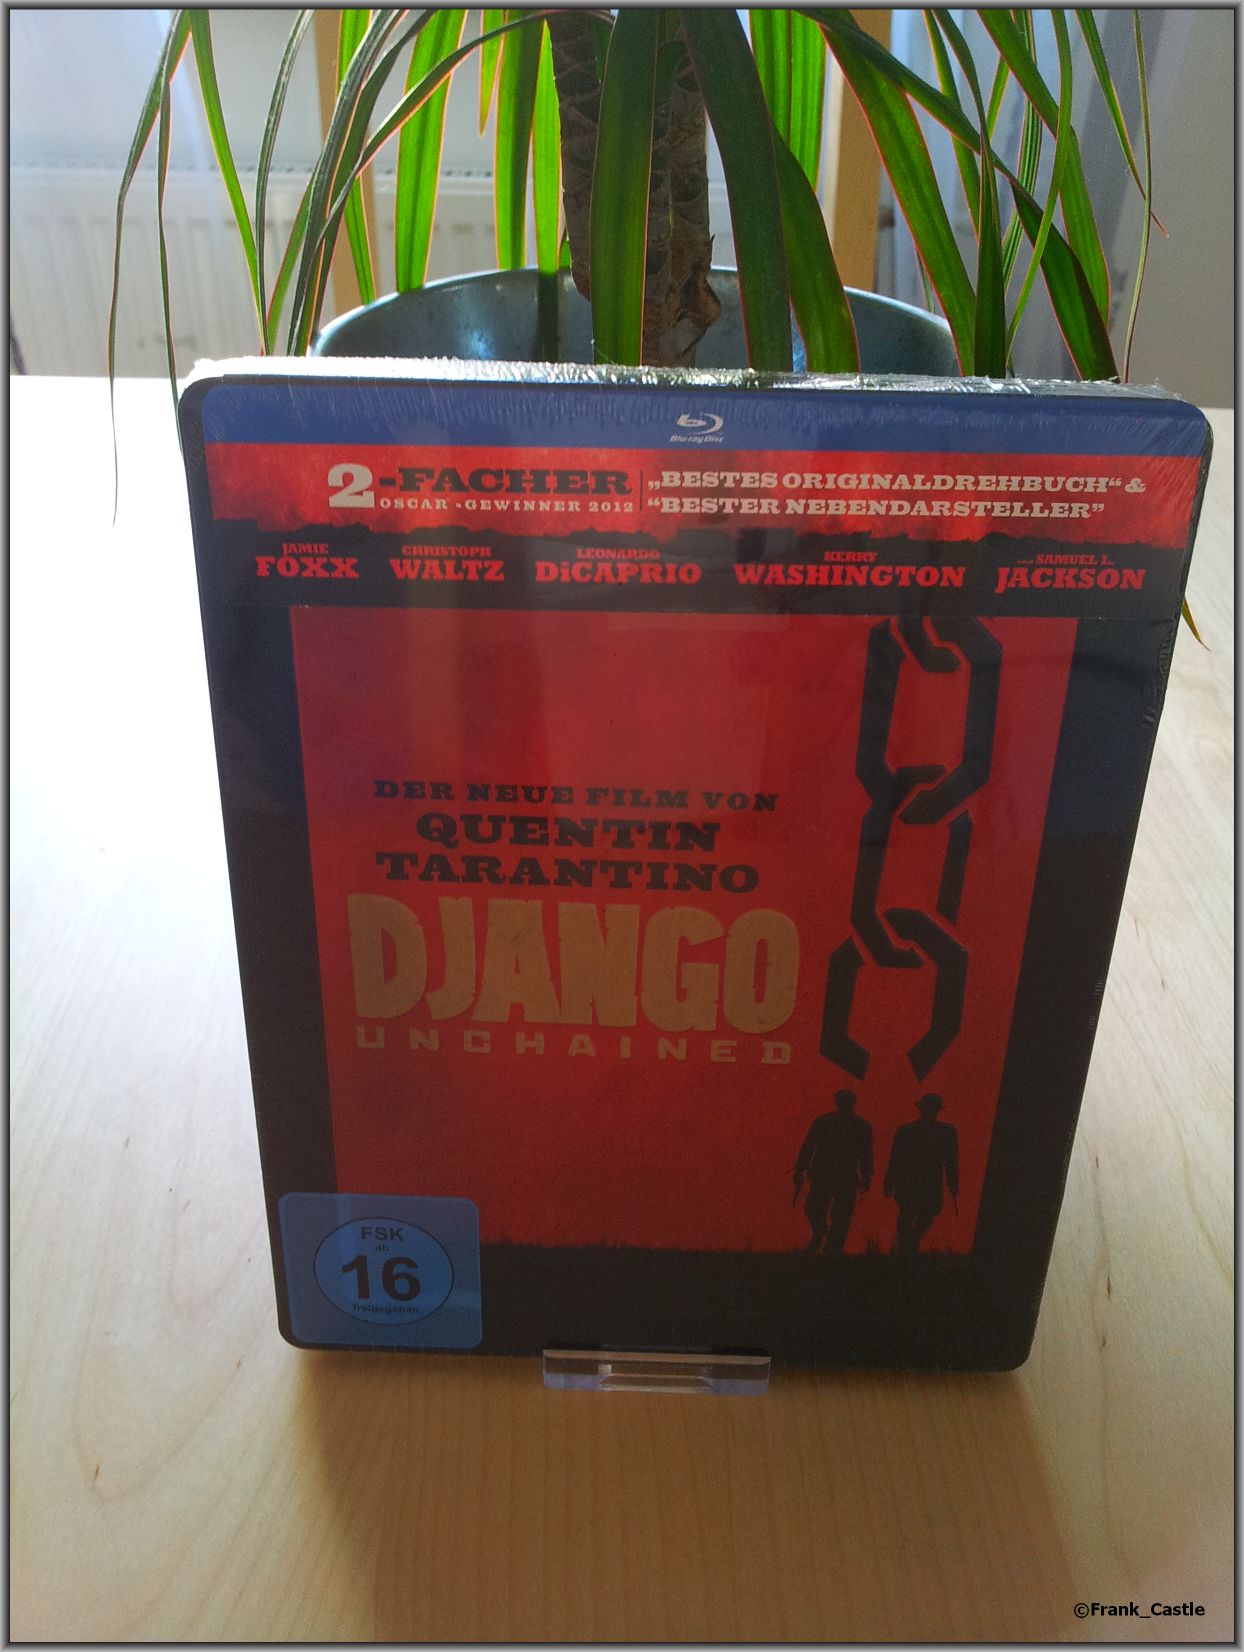 Blu-ray Disc
2-FACHER
OSCAR -GEWINNER 2012
„BESTES ORIGINALDREHBUCH“ &
“BESTER NEBENDARSTELLER”
JAMIE
FOXX
CHRISTOPH
WALTZ
LEONARDO
DiCAPRIO
KERRY
WASHINGTON
SAMUEL L.
JACKSON
DER NEUE FILM VON
QUENTIN
TARANTINO
DJANGO
UNCHAINED
FSK
ab
16
freigegeben
©Frank_Castle